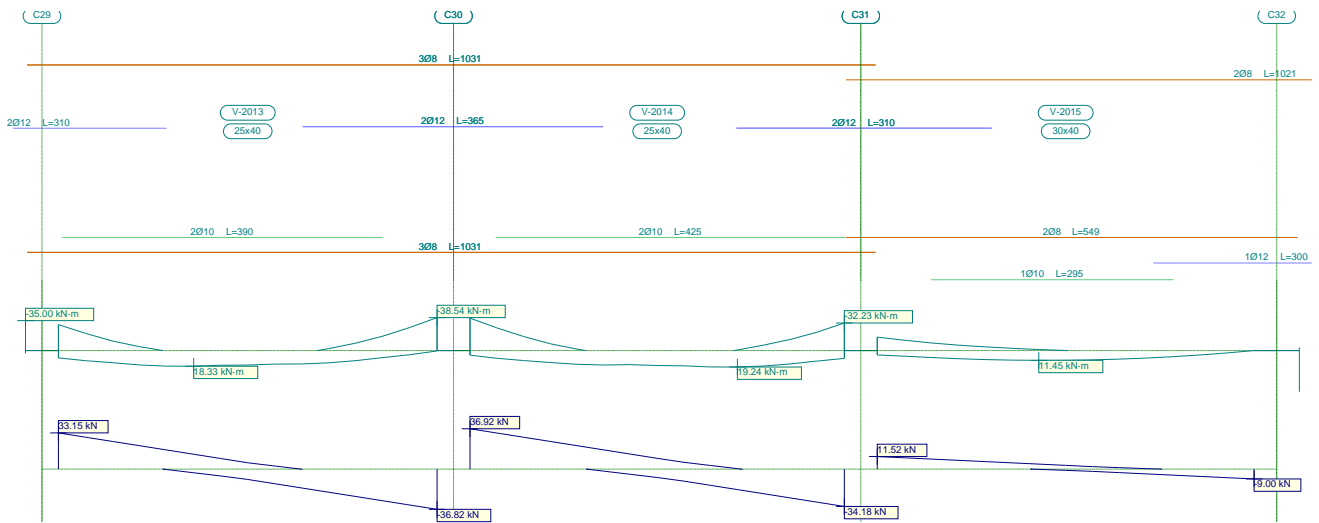 C29
C30
C31
C32
3Ø8 L=1031
2Ø8 L=1021
V-2013
V-2014
V-2015
2Ø12 L=310
25x40
2Ø12 L=365
25x40
2Ø12 L=310
30x40
2Ø10 L=390
2Ø10 L=425
2Ø8 L=549
3Ø8 L=1031
1Ø12 L=300
1Ø10 L=295
-35.00 kN·m
-38.54 kN·m
-32.23 kN·m
18.33 kN·m
19.24 kN·m
11.45 kN·m
33.15 kN
36.92 kN
11.52 kN
-9.00 kN
-36.82 kN
-34.18 kN